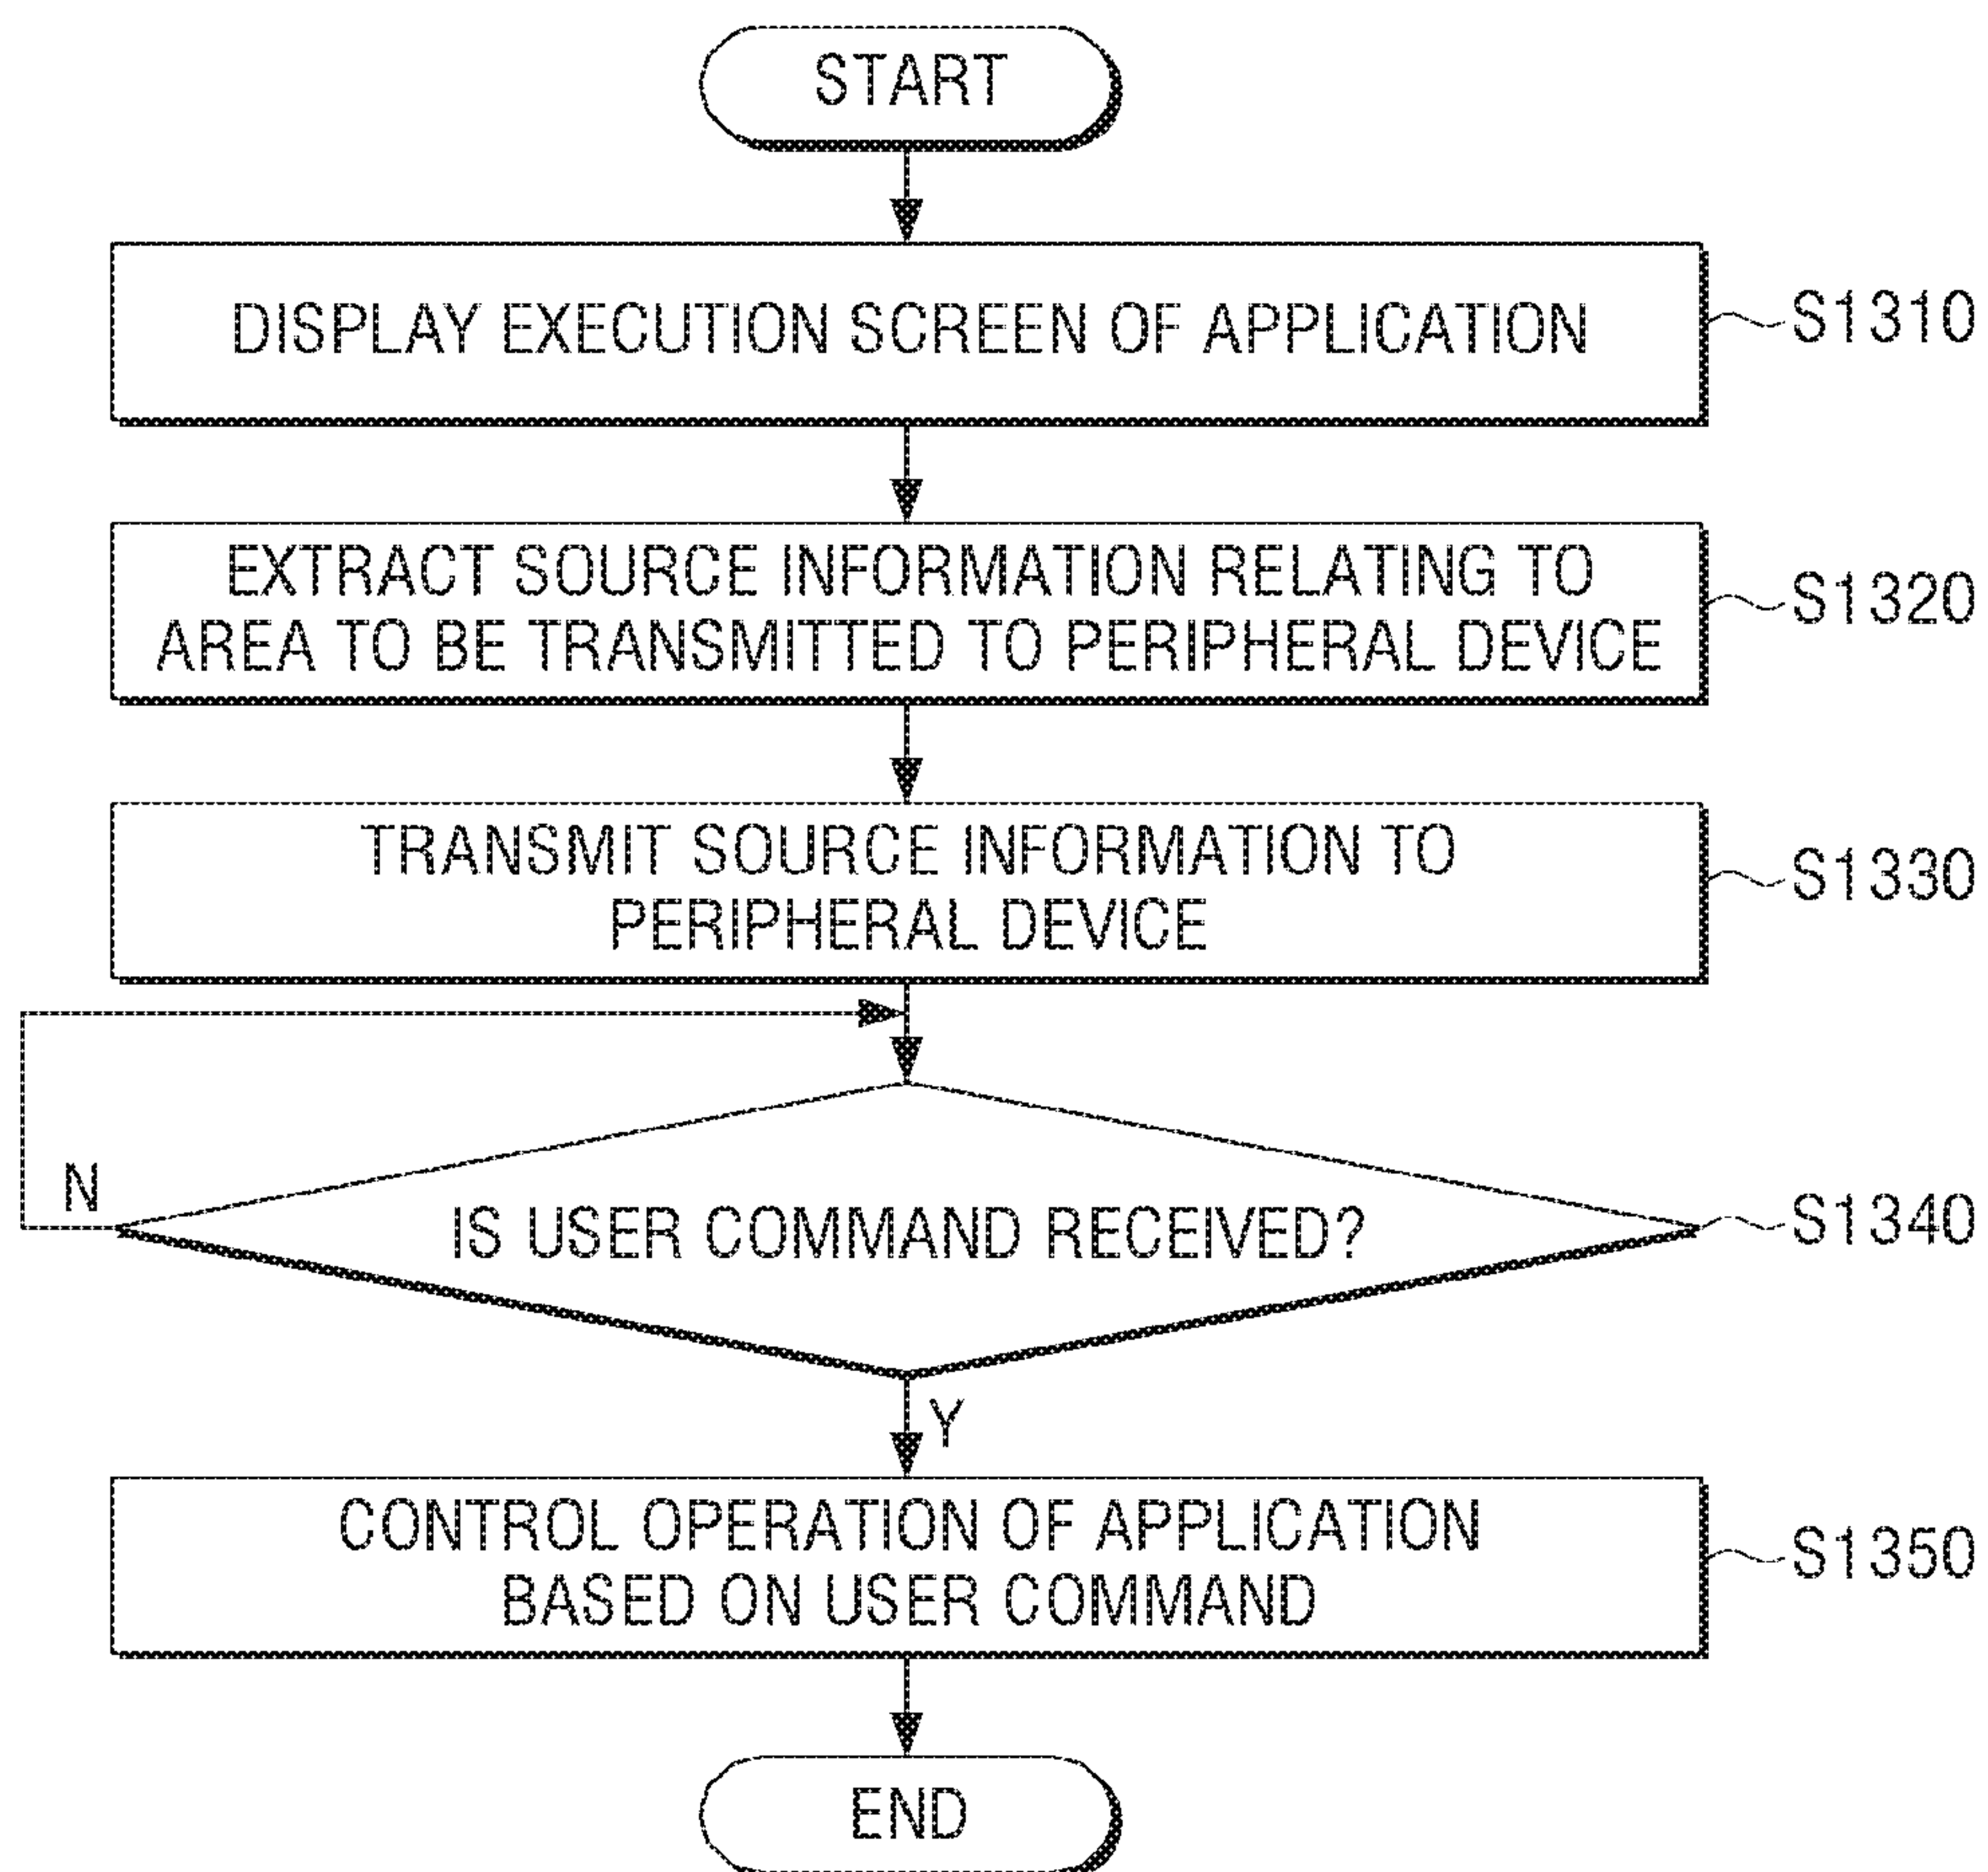 START
DISPLAY EXECUTION SCREEN OF APPLICATION
S1310
EXTRACT SOURCE INFORMATION RELATING TO
AREA TO BE TRANSMITTED TO PERIPHERAL DEVICE
S1320
TRANSMIT SOURCE INFORMATION TO
PERIPHERAL DEVICE
S1330
N
IS USER COMMAND RECEIVED?
S1340
Y
CONTROL OPERATION OF APPLICATION
BASED ON USER COMMAND
S1350
END